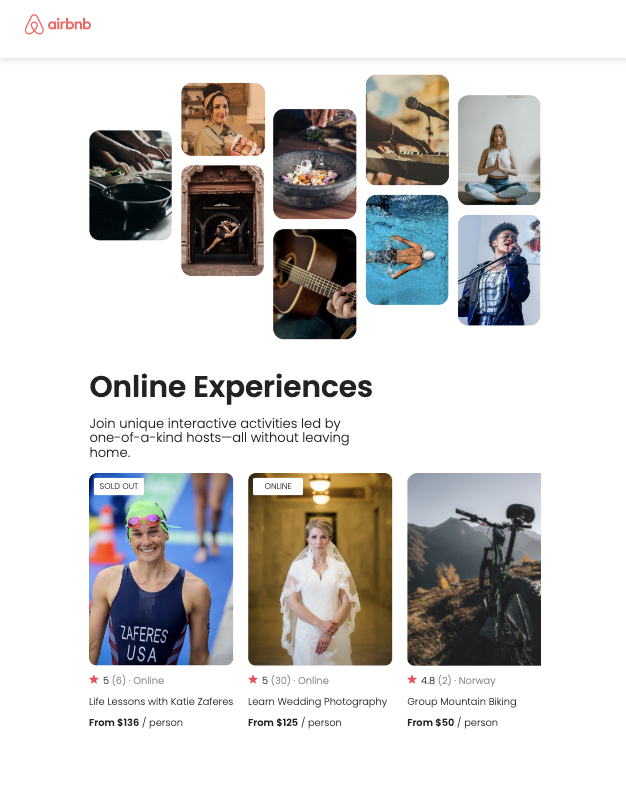 airbnb
Online Experiences
Join unique interactive activities led by
one-of-a-kind hosts—all without leaving
home.
SOLD OUT
ZAFERES
USA
5 (6) · Online
Life Lessons with Katie Zaferes
From $136 / person
ONLINE
5 (30) · Online
Learn Wedding Photography
From $125 / person
4.8 (2) · Norway
Group Mountain Biking
From $50 / person